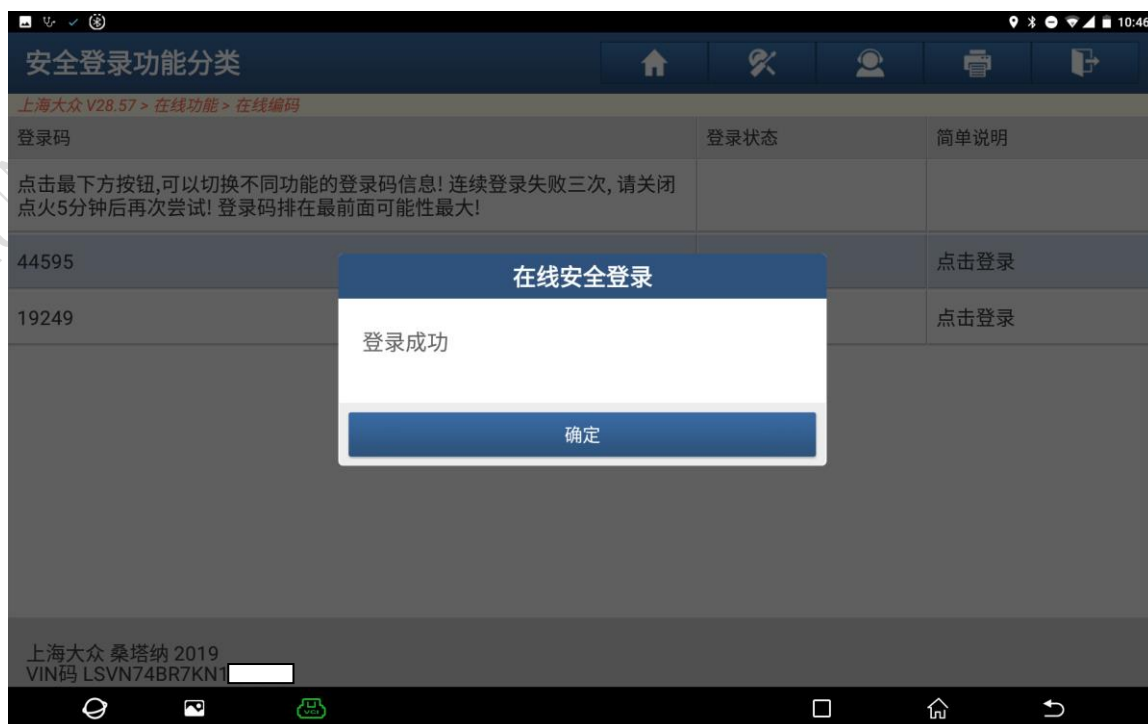 10:46
安全登录功能分类
上海大众 V28.57 > 在线功能 > 在线编码
登录码 登录状态 简单说明
点击最下方按钮,可以切换不同功能的登录码信息! 连续登录失败三次, 请关闭
点火5分钟后再次尝试! 登录码排在最前面可能性最大!
44595 点击登录
在线安全登录
19249 点击登录
登录成功
确定
上海大众 桑塔纳 2019
VIN码 LSVN74BR7KN1
VCI